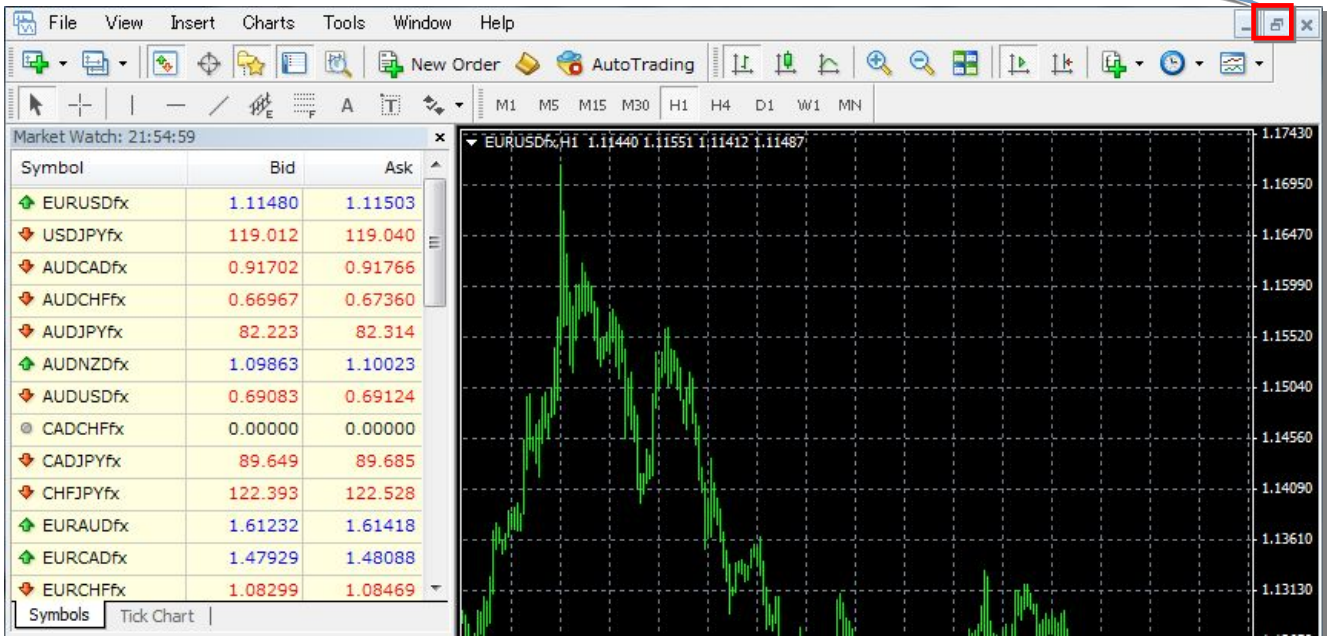 File View Insert Charts Tools Window Help
New Order AutoTrading
A T M1 M5 M15 M30 H1 H4 D1 W1 MN
Market Watch: 21:54:59
Symbol Bid Ask
EURUSDfx 1.11480 1.11503
USDJPYfx 119.012 119.040
AUDCADfx 0.91702 0.91766
AUDCHFfx 0.66967 0.67360
AUDJPYfx 82.223 82.314
AUDNZDfx 1.09863 1.10023
AUDUSDfx 0.69083 0.69124
CADCHFfx 0.00000 0.00000
CADJPYfx 89.649 89.685
CHFJPYfx 122.393 122.528
EURAUDfx 1.61232 1.61418
EURCADfx 1.47929 1.48088
EURCHFfx 1.08299 1.08469
Symbols Tick Chart
EURUSDfx,H1 1.11440 1.11551 1.11412 1.11487
1.17430
1.16950
1.16470
1.15990
1.15520
1.15040
1.14560
1.14090
1.13610
1.13130